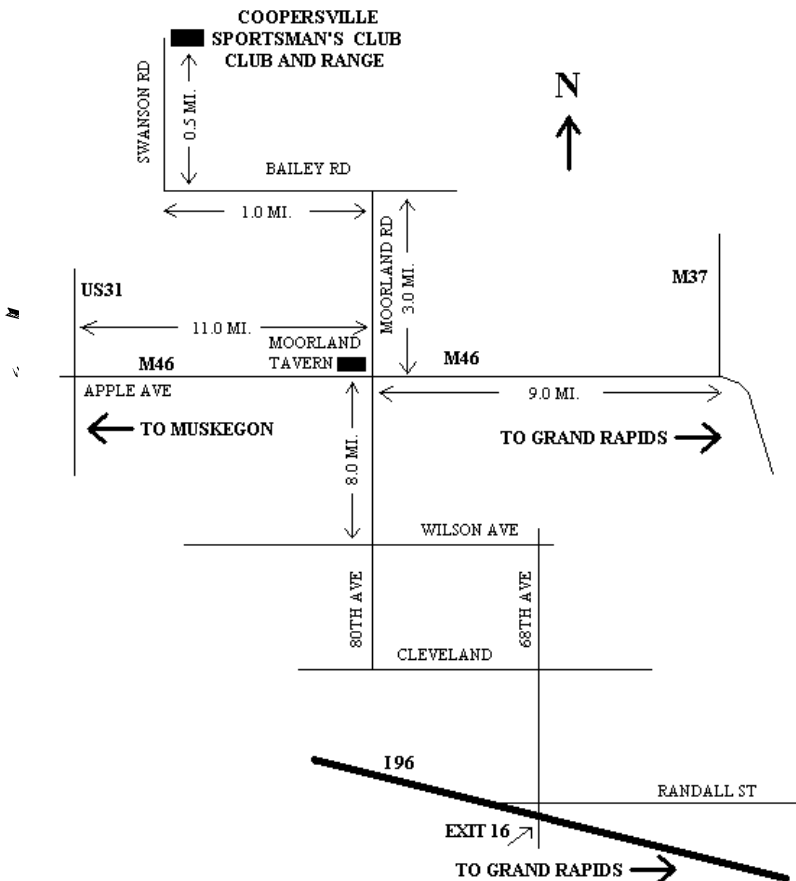 COOPERSVILLE
SPORTSMAN'S CLUB
CLUB AND RANGE
N
SWANSON RD
0.5 MI.
BAILEY RD
1.0 MI.
MOORLAND RD
3.0 MI.
M37
US31
11.0 MI.
MOORLAND
TAVERN
M46
M46
APPLE AVE
9.0 MI.
TO MUSKEGON
TO GRAND RAPIDS
8.0 MI.
WILSON AVE
80TH AVE
68TH AVE
CLEVELAND
I96
RANDALL ST
EXIT 16
TO GRAND RAPIDS